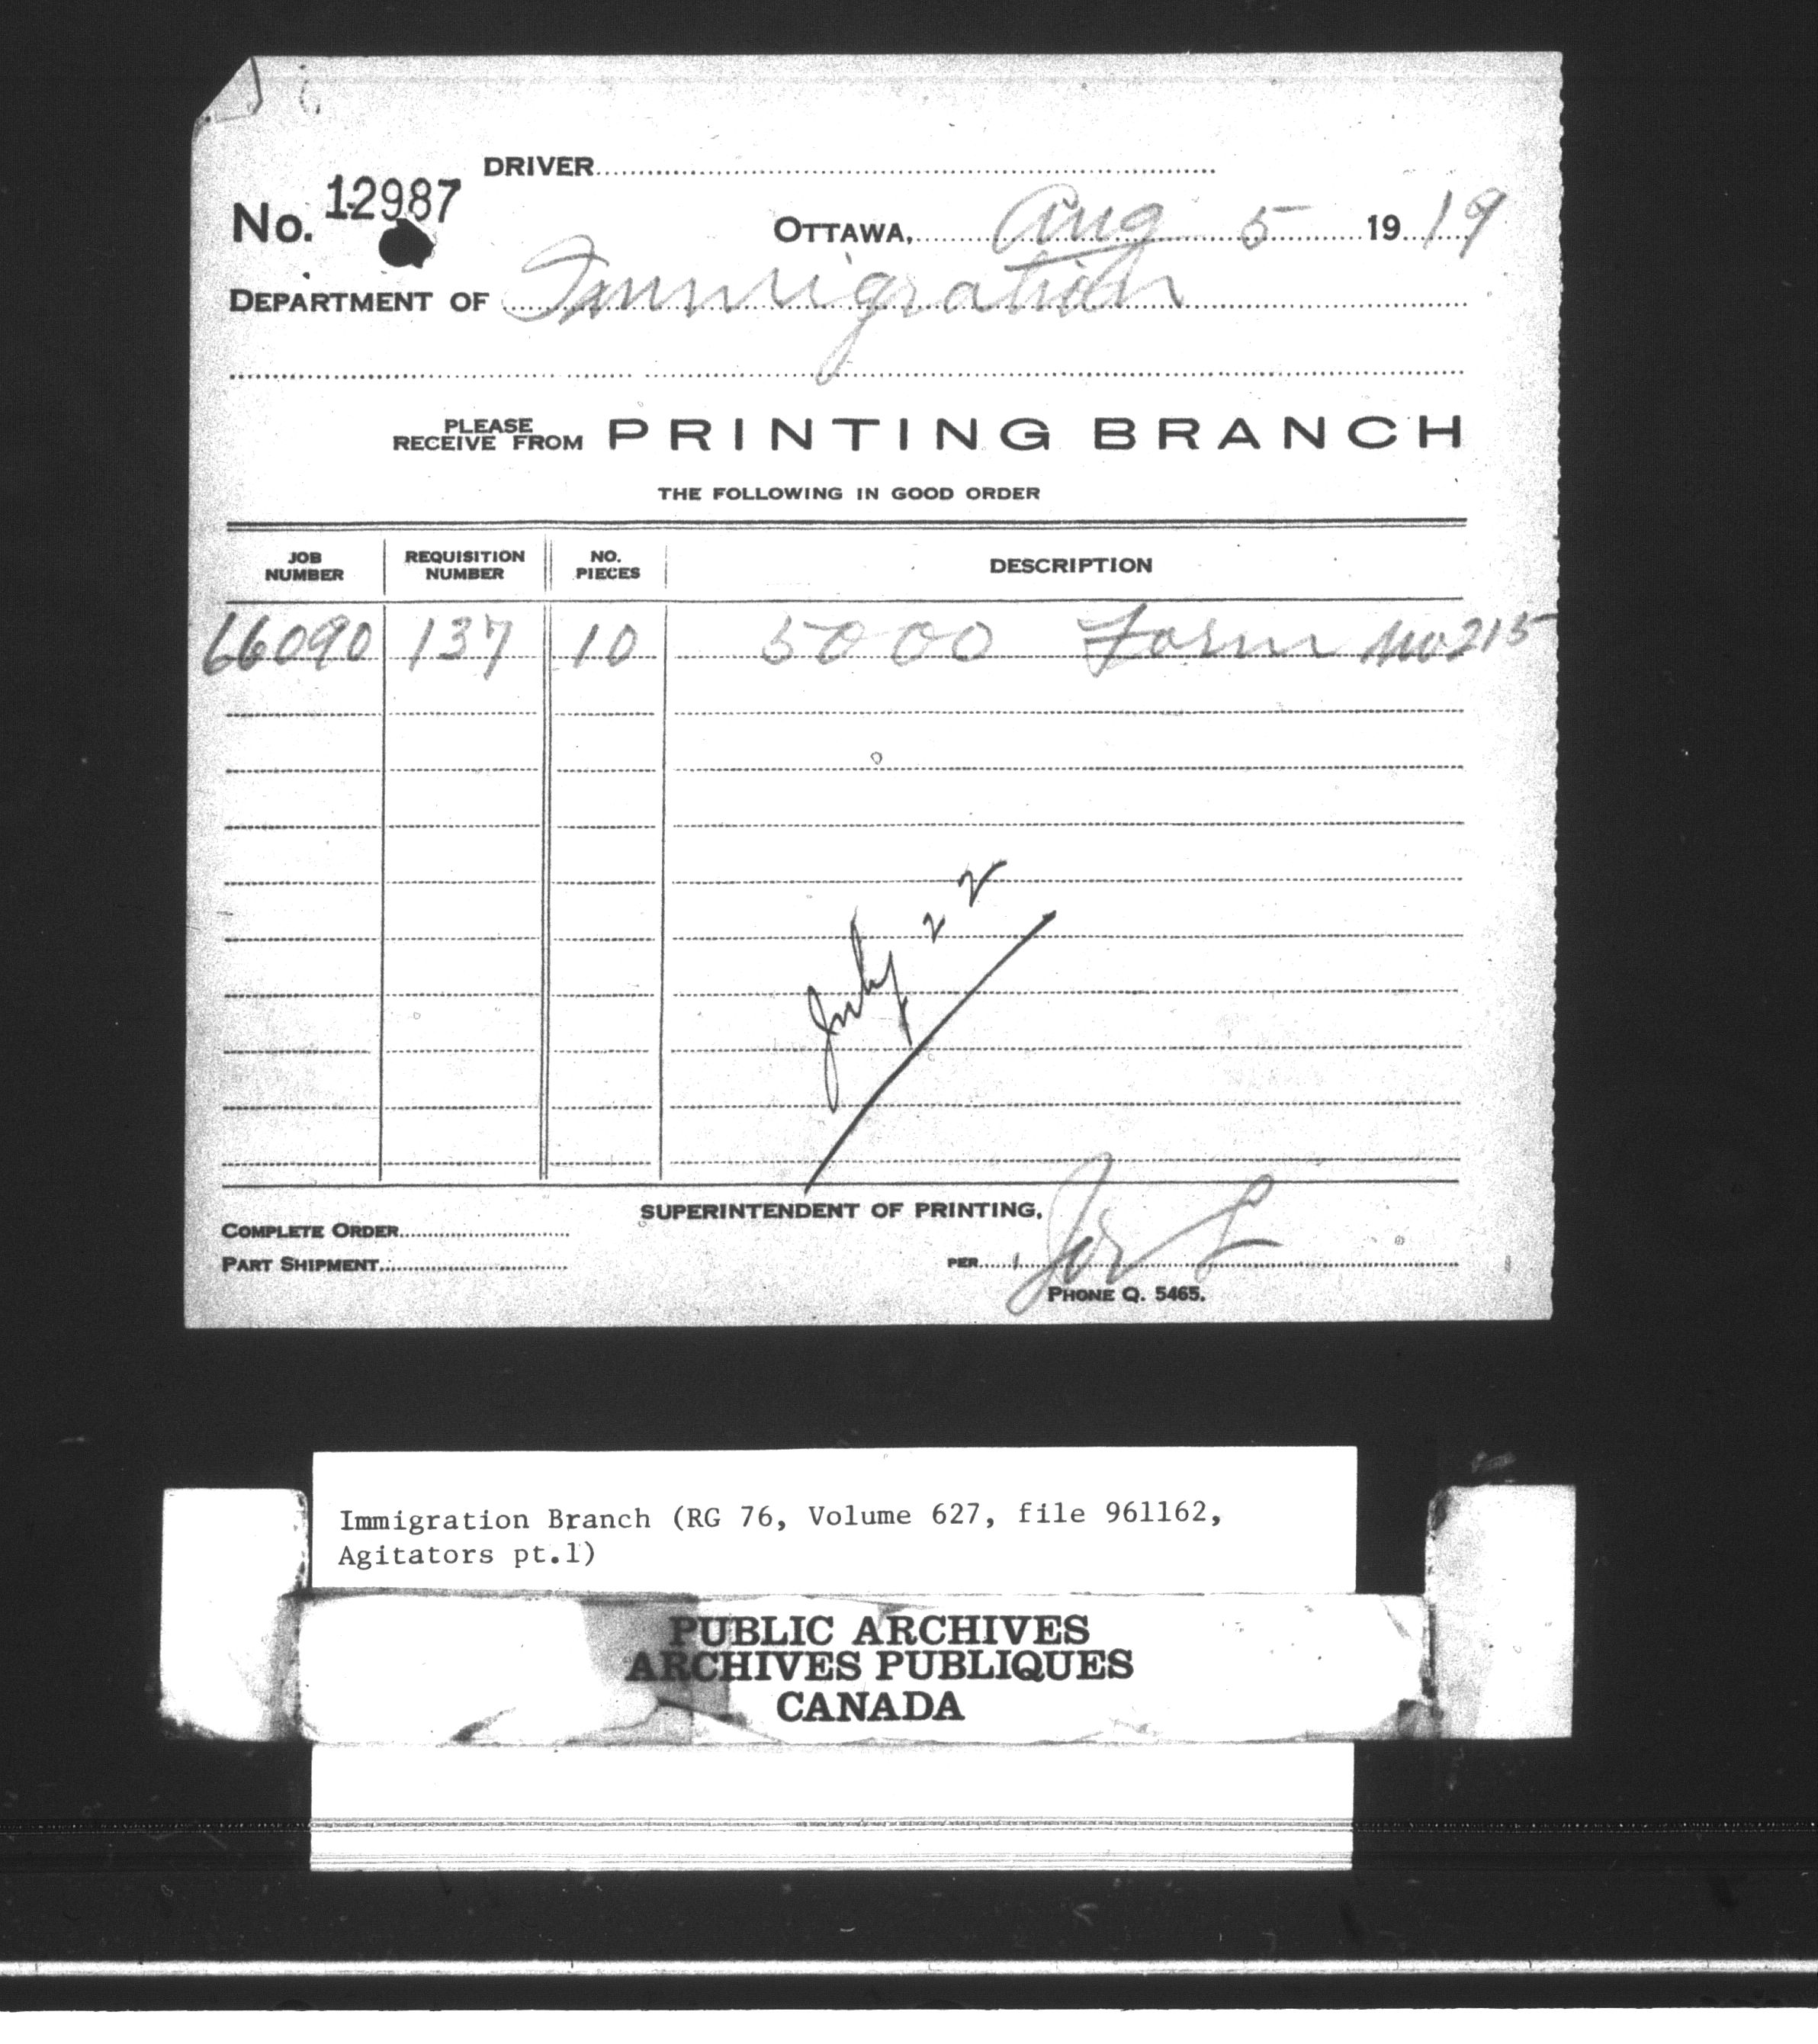 DRIVER
No. 12987
OTTAWA, Aug 5 1919
DEPARTMENT OF Immigration
PLEASE
RECEIVE FROM PRINTING BRANCH
THE FOLLOWING IN GOOD ORDER
JOB NUMBER REQUISITION NUMBER NO. PIECES DESCRIPTION
66090 137 10 5000 Form No 215
July 22
SUPERINTENDENT OF PRINTING,
COMPLETE ORDER
PART SHIPMENT
PER
PHONE Q. 5465.
Immigration Branch (RG 76, Volume 627, file 961162,
Agitators pt.1)
PUBLIC ARCHIVES
ARCHIVES PUBLIQUES
CANADA